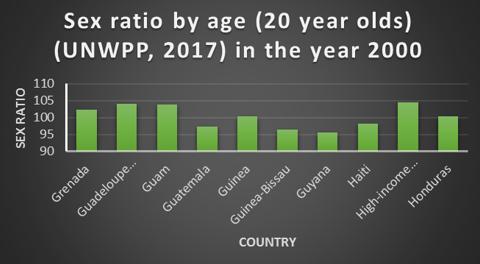 Sex ratio by age (20 year olds)
(UNWPP, 2017) in the year 2000
SEX RATIO
110
105
100
95
90
Grenada
Guadeloupe...
Guam
Guatemala
Guinea
Guinea-Bissau
Guyana
Haiti
High-income...
Honduras
COUNTRY